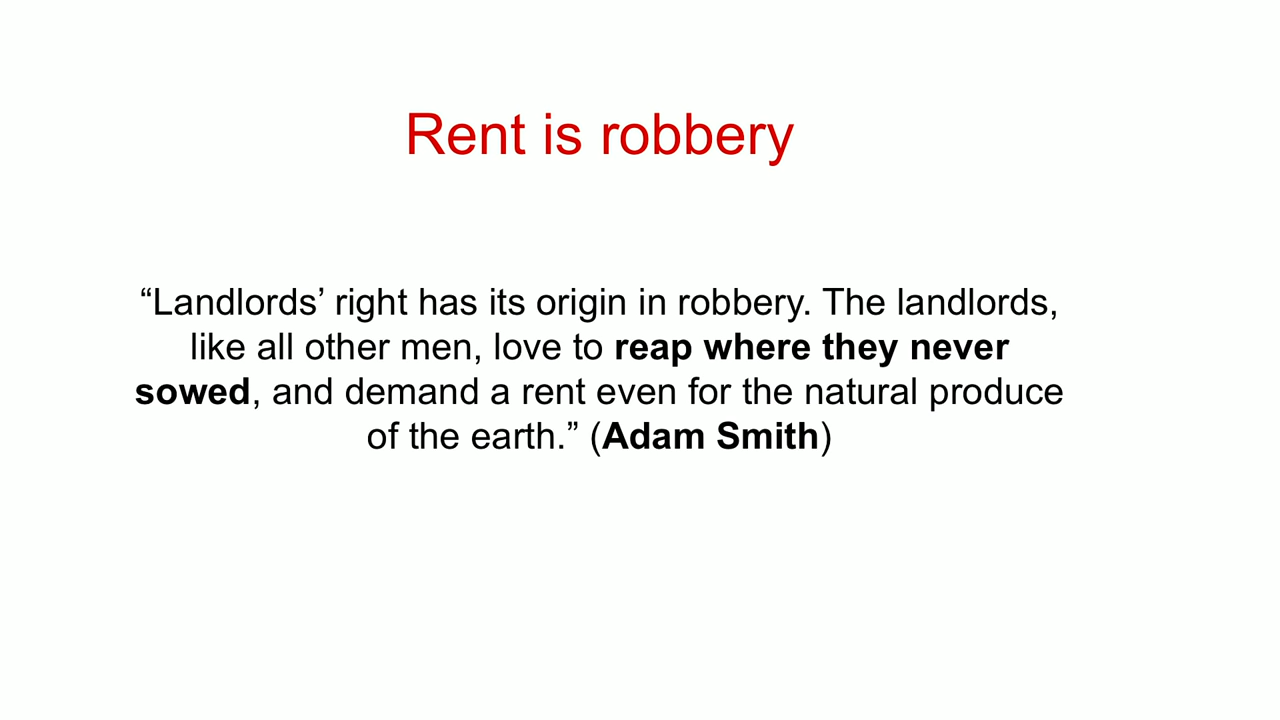 Rent is robbery
“Landlords’ right has its origin in robbery. The landlords,
like all other men, love to reap where they never
sowed, and demand a rent even for the natural produce
of the earth.” (Adam Smith)